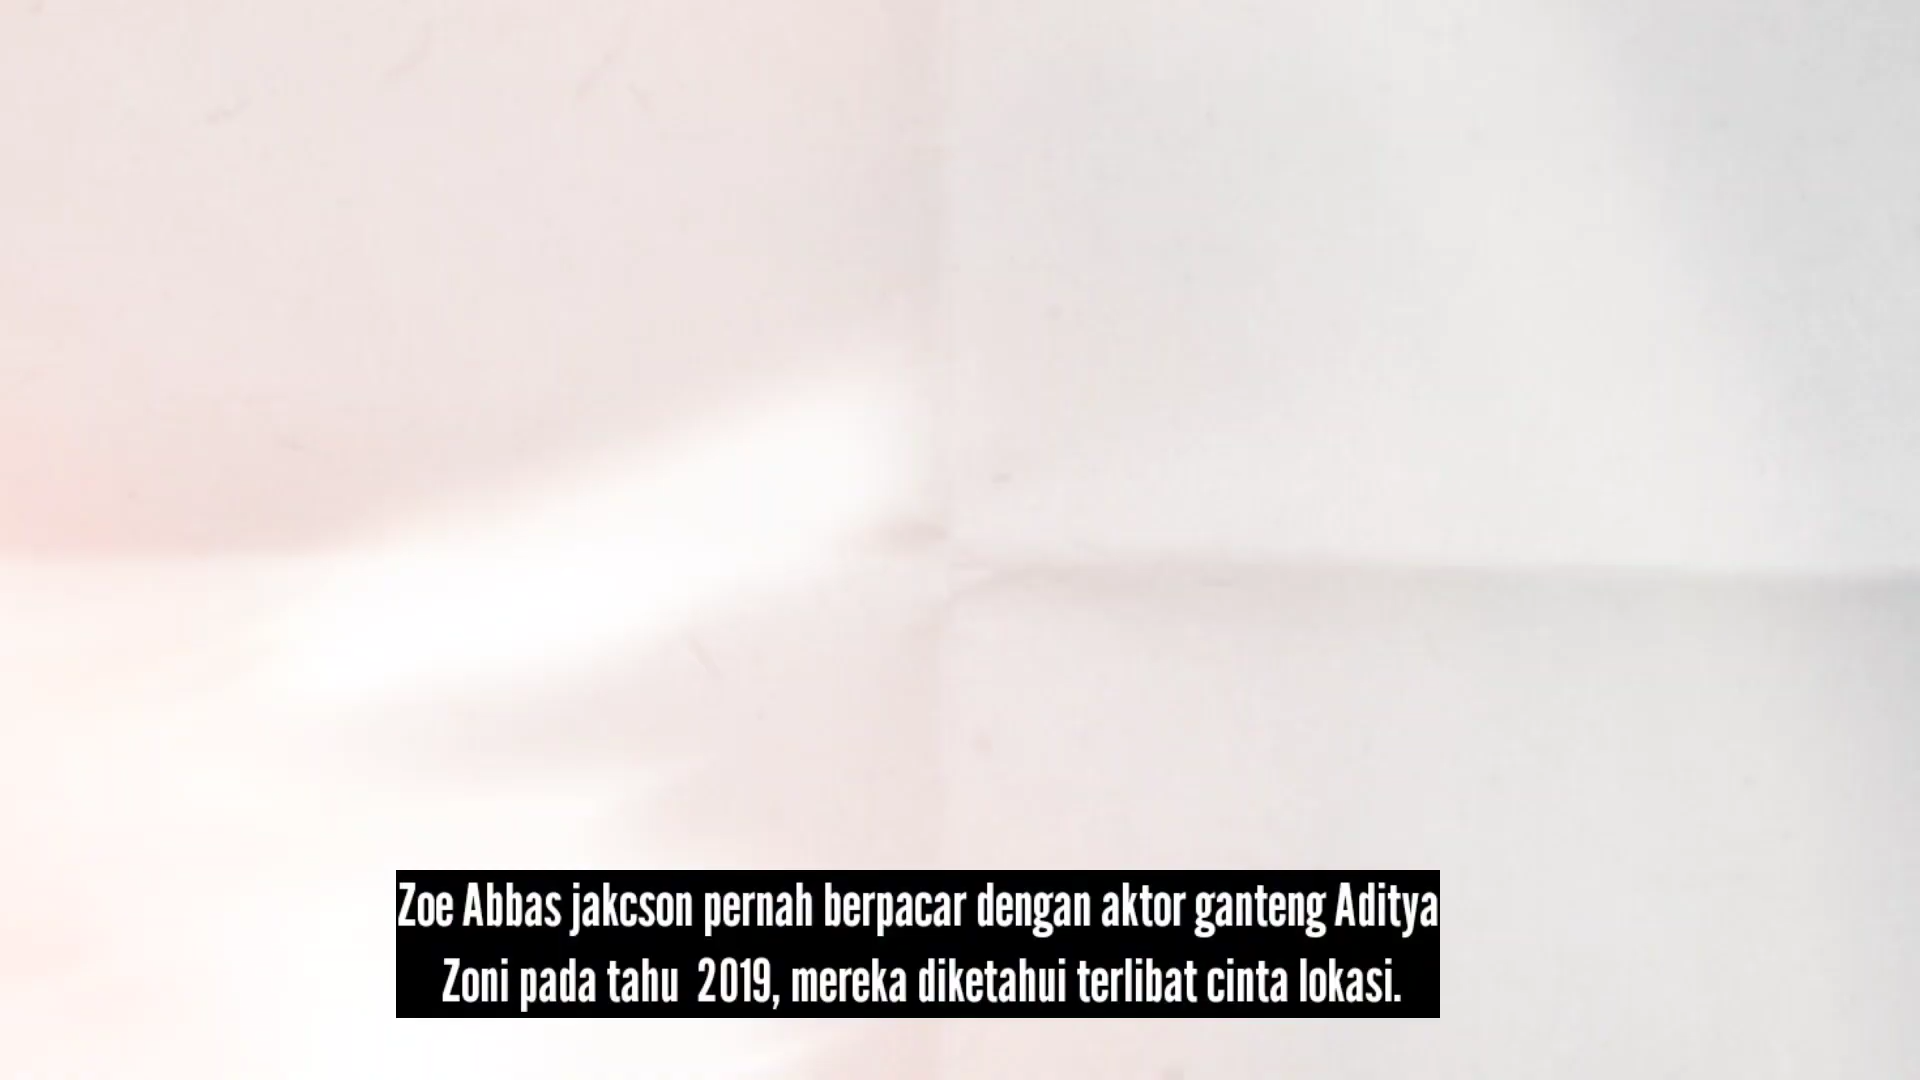 Zoe Abbas jakcson pernah berpacar dengan aktor ganteng Aditya
Zoni pada tahu  2019, mereka diketahui terlibat cinta lokasi.